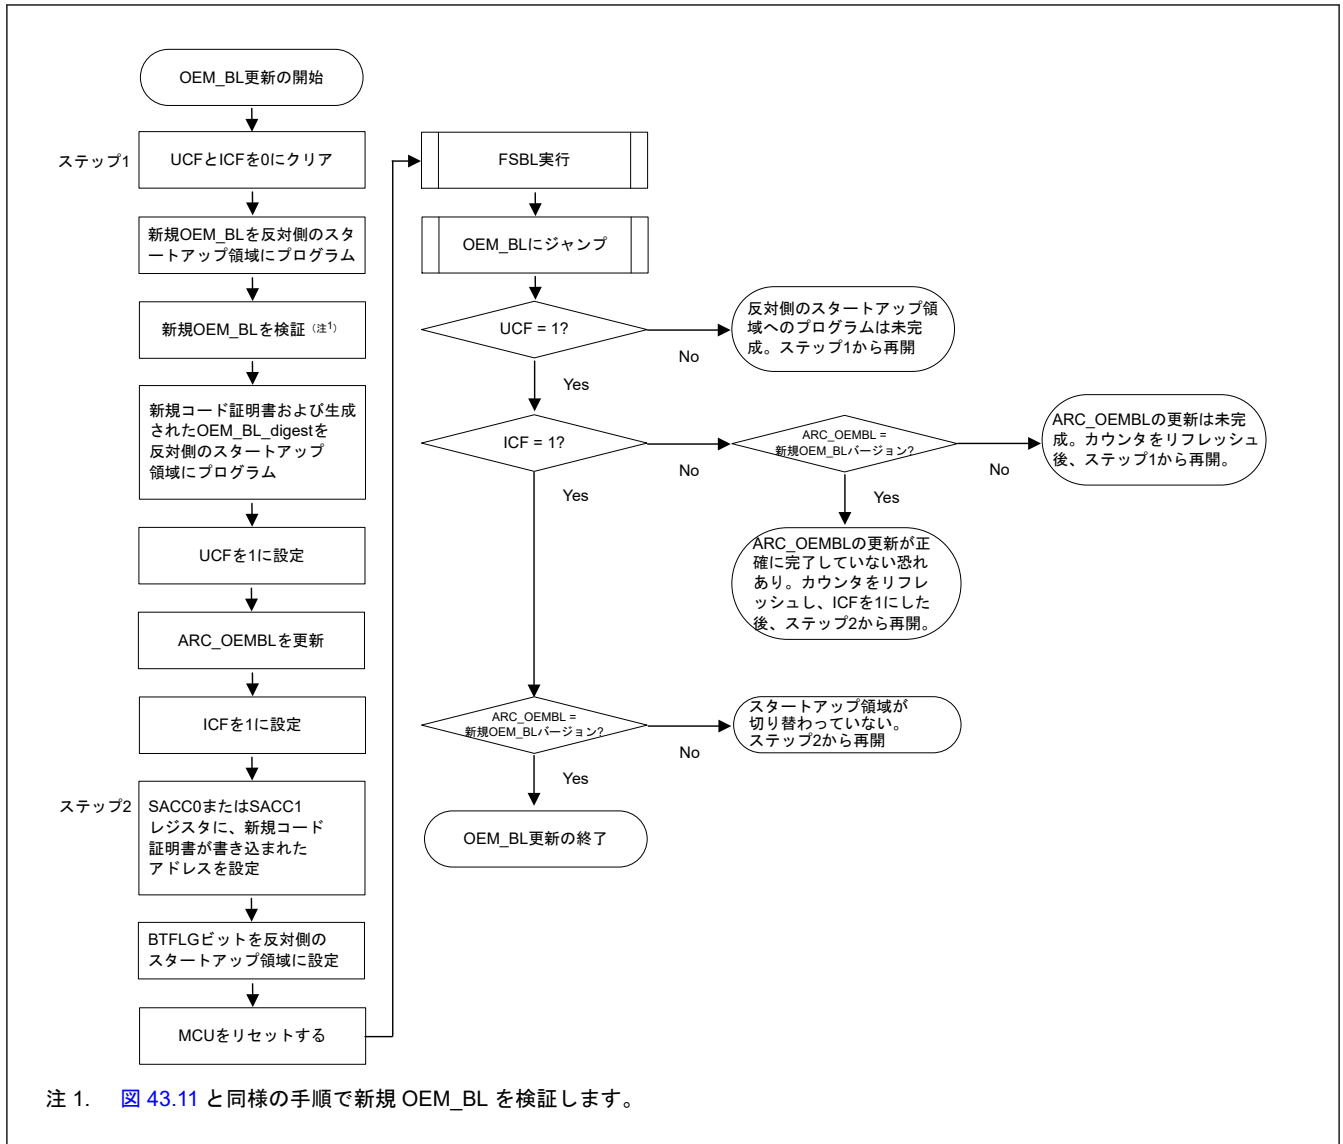 OEM_BL更新の開始
ステップ1
UCFとICFを0にクリア
新規OEM_BLを反対側のスタ
ートアップ領域にプログラム
新規OEM_BLを検証（注1）
新規コード証明書および生成
されたOEM_BL_digestを
反対側のスタートアップ
領域にプログラム
UCFを1に設定
ARC_OEMBLを更新
ICFを1に設定
ステップ2
SACC0またはSACC1
レジスタに、新規コード
証明書が書き込まれた
アドレスを設定
BTFLGビットを反対側の
スタートアップ領域に設定
MCUをリセットする
FSBL実行
OEM_BLにジャンプ
UCF = 1?
No
反対側のスタートアップ領
域へのプログラムは未完
成。ステップ1から再開
Yes
ICF = 1?
No
ARC_OEMBL =
新規OEM_BLバージョン?
No
ARC_OEMBLの更新は未完
成。カウンタをリフレッシュ
後、ステップ1から再開。
Yes
ARC_OEMBLの更新が正
確に完了していない恐れ
あり。カウンタをリフレ
ッシュし、ICFを1にした
後、ステップ2から再開。
Yes
ARC_OEMBL =
新規OEM_BLバージョン?
No
スタートアップ領域が
切り替わっていない。
ステップ2から再開
Yes
OEM_BL更新の終了
注 1. 図 43.11 と同様の手順で新規 OEM_BL を検証します。